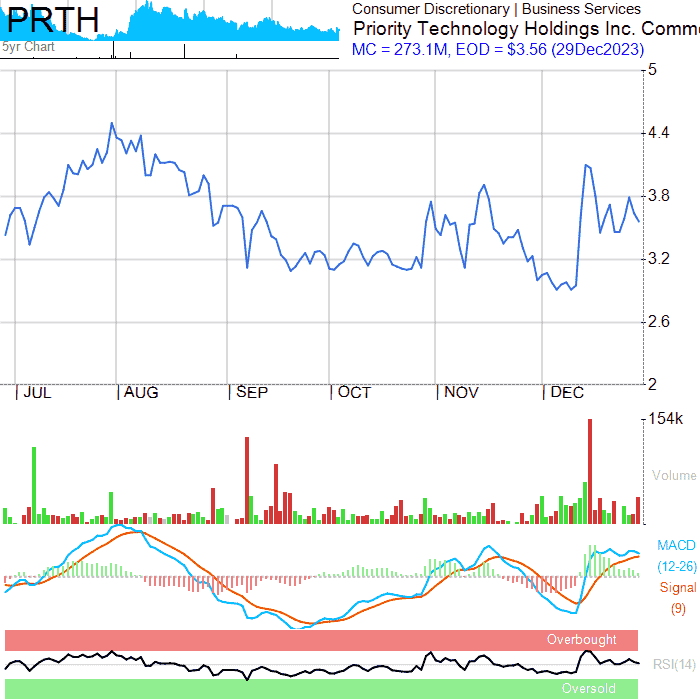 PRTH
5yr Chart
Consumer Discretionary | Business Services
Priority Technology Holdings Inc. Comm
MC = 273.1M, EOD = $3.56 (29Dec2023)
5
4.4
3.8
3.2
2.6
2
JUL AUG SEP OCT NOV DEC
154k
Volume
MACD
(12-26)
Signal
(9)
Overbought
RSI(14)
Oversold